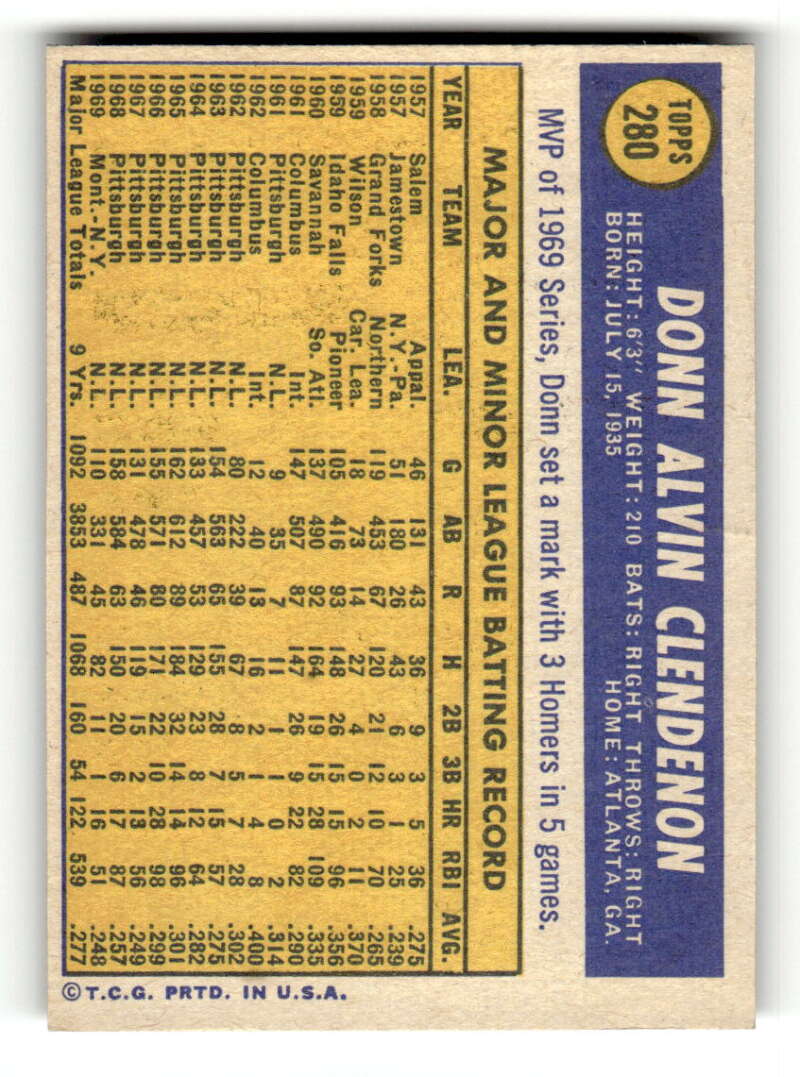 TOPPS
280
DONN ALVIN CLENDENON
HEIGHT: 6'3" WEIGHT: 210 BATS: RIGHT THROWS: RIGHT
BORN: JULY 15, 1935 HOME: ATLANTA, GA.
MVP of 1969 Series, Donn set a mark with 3 Homers in 5 games.
MAJOR AND MINOR LEAGUE BATTING RECORD
YEAR TEAM LEA. G AB R H 2B 3B HR RBI AVG.
1957 Salem Appal. 46 131 43 36 9 3 5 36 .275
1957 Jamestown N.Y.-Pa. 51 180 26 43 6 3 1 25 .239
1958 Grand Forks Northern 119 453 67 120 21 12 10 70 .265
1959 Wilson Car. Lea. 18 73 14 27 4 0 2 11 .370
1959 Idaho Falls Pioneer 105 416 93 148 26 15 15 96 .356
1960 Savannah So. Atl. 137 490 92 164 19 15 28 109 .335
1961 Columbus Int. 147 507 87 147 26 9 22 82 .290
1961 Pittsburgh N.L. 9 35 7 11 1 1 0 2 .314
1962 Columbus Int. 12 40 13 16 2 1 4 8 .400
1962 Pittsburgh N.L. 80 222 39 67 8 5 7 28 .302
1963 Pittsburgh N.L. 154 563 65 155 28 7 15 57 .275
1964 Pittsburgh N.L. 133 457 53 129 23 8 12 64 .282
1965 Pittsburgh N.L. 162 612 89 184 32 14 14 96 .301
1966 Pittsburgh N.L. 155 571 80 171 22 10 28 98 .299
1967 Pittsburgh N.L. 131 478 46 119 15 2 13 56 .249
1968 Pittsburgh N.L. 158 584 63 150 20 6 17 87 .257
1969 Mont.-N.Y. N.L. 110 331 45 82 11 1 16 51 .248
Major League Totals 9 Yrs. 1092 3853 487 1068 160 54 122 539 .277
© T.C.G. PRTD. IN U.S.A.